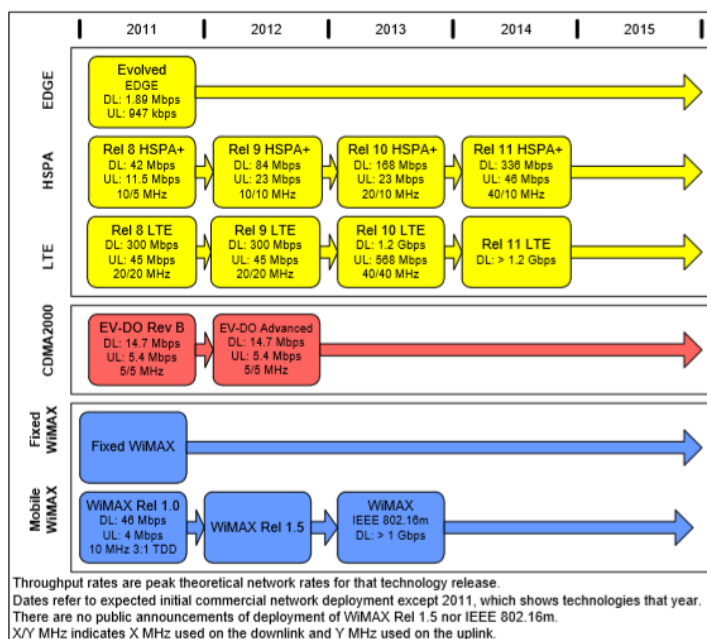 2011 2012 2013 2014 2015
EDGE
Evolved
EDGE
DL: 1.89 Mbps
UL: 947 kbps
HSPA
Rel 8 HSPA+
DL: 42 Mbps
UL: 11.5 Mbps
10/5 MHz
Rel 9 HSPA+
DL: 84 Mbps
UL: 23 Mbps
10/10 MHz
Rel 10 HSPA+
DL: 168 Mbps
UL: 23 Mbps
20/10 MHz
Rel 11 HSPA+
DL: 336 Mbps
UL: 46 Mbps
40/10 MHz
LTE
Rel 8 LTE
DL: 300 Mbps
UL: 45 Mbps
20/20 MHz
Rel 9 LTE
DL: 300 Mbps
UL: 45 Mbps
20/20 MHz
Rel 10 LTE
DL: 1.2 Gbps
UL: 568 Mbps
40/40 MHz
Rel 11 LTE
DL: > 1.2 Gbps
CDMA2000
EV-DO Rev B
DL: 14.7 Mbps
UL: 5.4 Mbps
5/5 MHz
EV-DO Advanced
DL: 14.7 Mbps
UL: 5.4 Mbps
5/5 MHz
Fixed
WiMAX
Fixed WiMAX
Mobile
WiMAX
WiMAX Rel 1.0
DL: 46 Mbps
UL: 4 Mbps
10 MHz 3:1 TDD
WiMAX Rel 1.5
WiMAX
IEEE 802.16m
DL: > 1 Gbps
Throughput rates are peak theoretical network rates for that technology release.
Dates refer to expected initial commercial network deployment except 2011, which shows technologies that year.
There are no public announcements of deployment of WiMAX Rel 1.5 nor IEEE 802.16m.
X/Y MHz indicates X MHz used on the downlink and Y MHz used on the uplink.